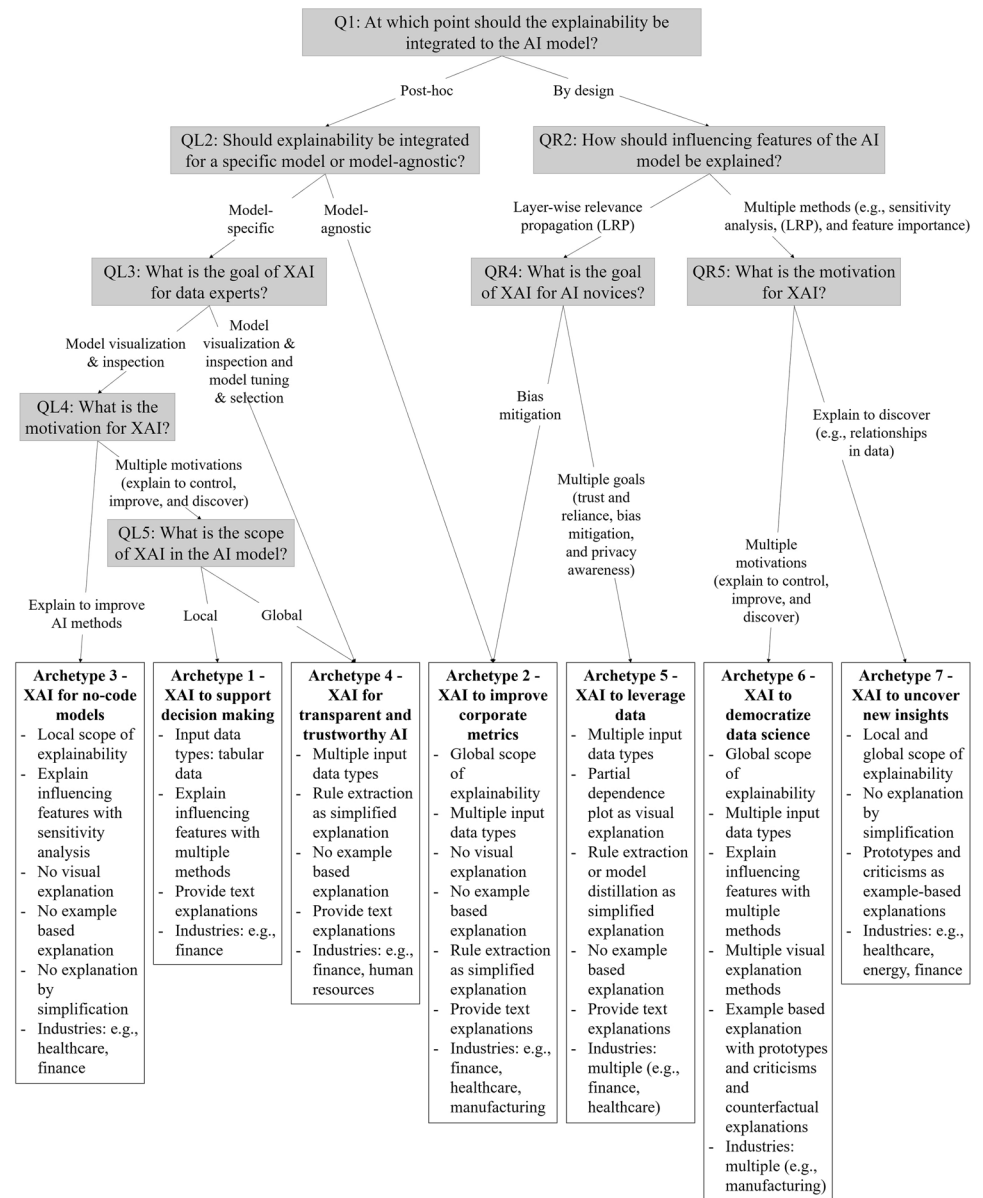 Q1: At which point should the explainability be
integrated to the AI model?
Post-hoc
By design
QL2: Should explainability be integrated
for a specific model or model-agnostic?
QR2: How should influencing features of the AI
model be explained?
Model-
specific
Model-
agnostic
Layer-wise relevance
propagation (LRP)
Multiple methods (e.g., sensitivity
analysis, (LRP), and feature importance)
QL3: What is the goal of XAI
for data experts?
QR4: What is the goal
of XAI for AI novices?
QR5: What is the motivation
for XAI?
Model visualization
& inspection
Model
visualization &
inspection and
model tuning
& selection
Bias
mitigation
Explain to discover
(e.g., relationships
in data)
QL4: What is the
motivation for XAI?
Multiple motivations
(explain to control,
improve, and discover)
Multiple goals
(trust and
reliance, bias
mitigation,
and privacy
awareness)
QL5: What is the scope
of XAI in the AI model?
Multiple
motivations
(explain to control,
improve, and
discover)
Explain to improve
AI methods
Local
Global
Archetype 3 -
XAI for no-code
models
- Local scope of
explainability
- Explain
influencing
features with
sensitivity
analysis
- No visual
explanation
- No example
based
explanation
- No explanation
by
simplification
- Industries: e.g.,
healthcare,
finance
Archetype 1 -
XAI to support
decision making
- Input data
types: tabular
data
- Explain
influencing
features with
multiple
methods
- Provide text
explanations
- Industries: e.g.,
finance
Archetype 4 -
XAI for
transparent and
trustworthy AI
- Multiple input
data types
- Rule extraction
as simplified
explanation
- No example
based
explanation
- Provide text
explanations
- Industries: e.g.,
finance, human
resources
Archetype 2 -
XAI to improve
corporate
metrics
- Global scope
of
explainability
- Multiple input
data types
- No visual
explanation
- No example
based
explanation
- Rule extraction
as simplified
explanation
- Provide text
explanations
- Industries: e.g.,
finance,
healthcare,
manufacturing
Archetype 5 -
XAI to leverage
data
- Multiple input
data types
- Partial
dependence
plot as visual
explanation
- Rule extraction
or model
distillation as
simplified
explanation
- No example
based
explanation
- Provide text
explanations
- Industries:
multiple (e.g.,
finance,
healthcare)
Archetype 6 -
XAI to
democratize
data science
- Global scope
of
explainability
- Multiple input
data types
- Explain
influencing
features with
multiple
methods
- Multiple visual
explanation
methods
- Example based
explanation
with prototypes
and criticisms
and
counterfactual
explanations
- Industries:
multiple (e.g.,
manufacturing)
Archetype 7 -
XAI to uncover
new insights
- Local and
global scope of
explainability
- No explanation
by
simplification
- Prototypes and
criticisms as
example-based
explanations
- Industries: e.g.,
healthcare,
energy, finance